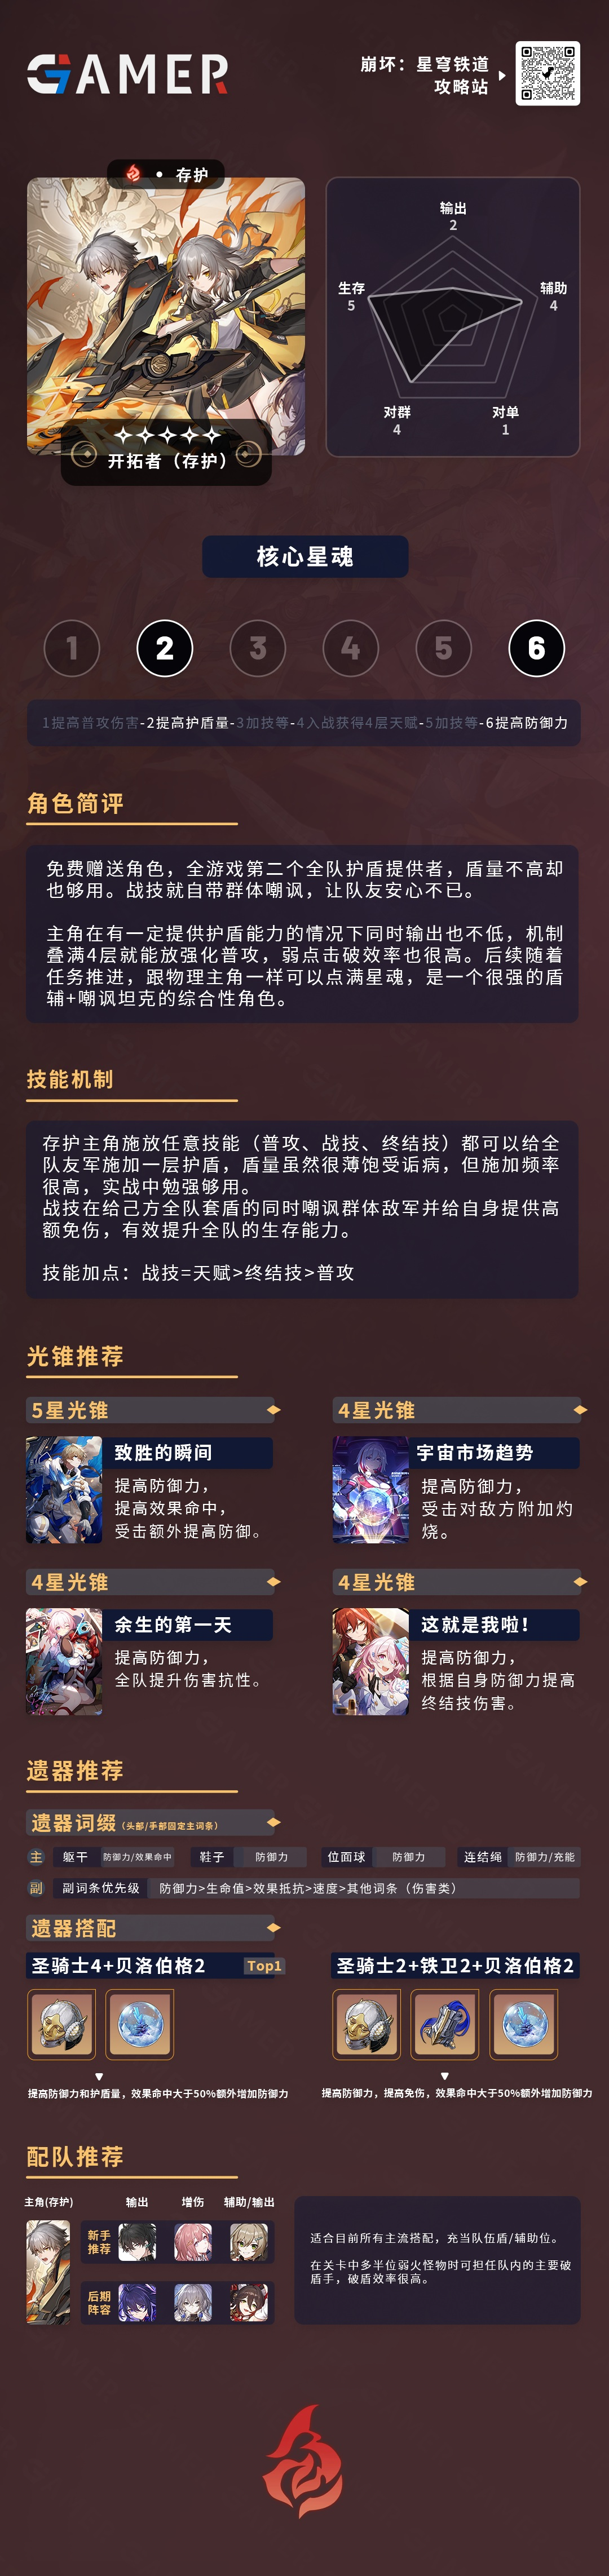 GAMER
崩坏：星穹铁道
攻略站
• 存护
开拓者（存护）
输出
2
生存
5
辅助
4
对群
4
对单
1
核心星魂
1 2 3 4 5 6
1提高普攻伤害-2提高护盾量-3加技等-4入战获得4层天赋-5加技等-6提高防御力
角色简评
免费赠送角色，全游戏第二个全队护盾提供者，盾量不高却
也够用。战技就自带群体嘲讽，让队友安心不已。
主角在有一定提供护盾能力的情况下同时输出也不低，机制
叠满4层就能放强化普攻，弱点击破效率也很高。后续随着
任务推进，跟物理主角一样可以点满星魂，是一个很强的盾
辅+嘲讽坦克的综合性角色。
技能机制
存护主角施放任意技能（普攻、战技、终结技）都可以给全
队友军施加一层护盾，盾量虽然很薄饱受诟病，但施加频率
很高，实战中勉强够用。
战技在给己方全队套盾的同时嘲讽群体敌军并给自身提供高
额免伤，有效提升全队的生存能力。
技能加点：战技=天赋>终结技>普攻
光锥推荐
5星光锥
致胜的瞬间
提高防御力，
提高效果命中，
受击额外提高防御。
4星光锥
宇宙市场趋势
提高防御力，
受击对敌方附加灼
烧。
4星光锥
余生的第一天
提高防御力，
全队提升伤害抗性。
4星光锥
这就是我啦！
提高防御力，
根据自身防御力提高
终结技伤害。
遗器推荐
遗器词缀（头部/手部固定主词条）
主 躯干 防御力/效果命中 鞋子 防御力 位面球 防御力 连结绳 防御力/充能
副 副词条优先级 防御力>生命值>效果抵抗>速度>其他词条（伤害类）
遗器搭配
圣骑士4+贝洛伯格2 Top1
提高防御力和护盾量，效果命中大于50%额外增加防御力
圣骑士2+铁卫2+贝洛伯格2
提高防御力，提高免伤，效果命中大于50%额外增加防御力
配队推荐
主角(存护) 输出 增伤 辅助/输出
新手
推荐
后期
阵容
适合目前所有主流搭配，充当队伍盾/辅助位。
在关卡中多半位弱火怪物时可担任队内的主要破
盾手，破盾效率很高。